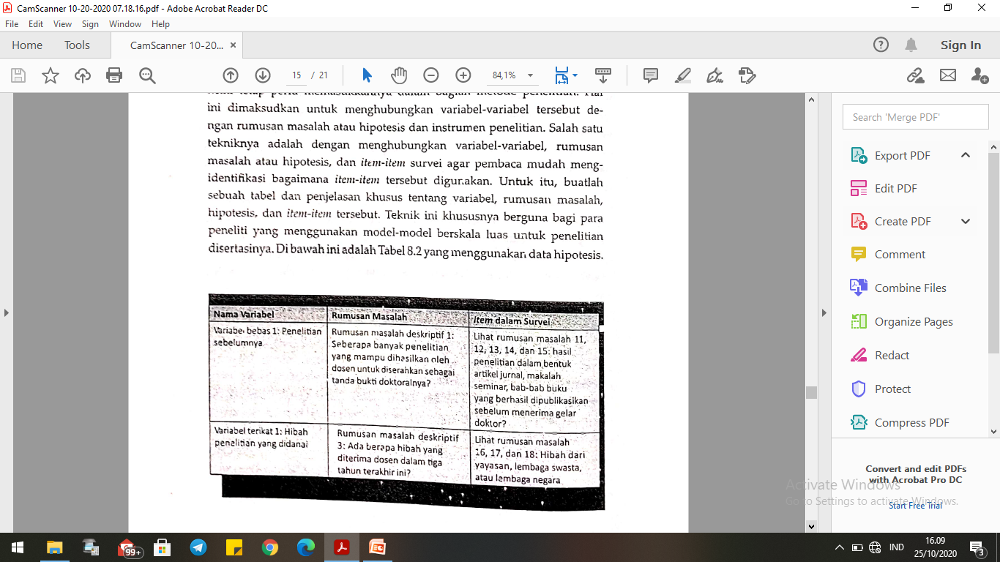 CamScanner 10-20-2020 07.18.16.pdf - Adobe Acrobat Reader DC
File Edit View Sign Window Help
Home Tools CamScanner 10-20... ×
Sign In
15 / 21
84,1%
tetap perlu memasukkannya dalam bagian metode penelitian. Hal
ini dimaksudkan untuk menghubungkan variabel-variabel tersebut de-
ngan rumusan masalah atau hipotesis dan instrumen penelitian. Salah satu
tekniknya adalah dengan menghubungkan variabel-variabel, rumusan
masalah atau hipotesis, dan item-item survei agar pembaca mudah meng-
identifikasi bagaimana item-item tersebut digunakan. Untuk itu, buatlah
sebuah tabel dan penjelasan khusus tentang variabel, rumusan masalah,
hipotesis, dan item-item tersebut. Teknik ini khususnya berguna bagi para
peneliti yang menggunakan model-model berskala luas untuk penelitian
disertasinya. Di bawah ini adalah Tabel 8.2 yang menggunakan data hipotesis.
Nama Variabel
Rumusan Masalah
Item dalam Survei
Variabel bebas 1: Penelitian
sebelumnya
Rumusan masalah deskriptif 1:
Seberapa banyak penelitian
yang mampu dihasilkan oleh
dosen untuk diserahkan sebagai
tanda bukti doktoralnya?
Lihat rumusan masalah 11,
12, 13, 14, dan 15: hasil
penelitian dalam bentuk
artikel jurnal, makalah
seminar, bab-bab buku
yang berhasil dipublikasikan
sebelum menerima gelar
doktor?
Variabel terikat 1: Hibah
penelitian yang didanai
Rumusan masalah deskriptif
3: Ada berapa hibah yang
diterima dosen dalam tiga
tahun terakhir ini?
Lihat rumusan masalah
16, 17, dan 18: Hibah dari
yayasan, lembaga swasta,
atau lembaga negara
Search 'Merge PDF'
Export PDF
Edit PDF
Create PDF
Comment
Combine Files
Organize Pages
Redact
Protect
Compress PDF
Convert and edit PDFs
with Acrobat Pro DC
Start Free Trial
Activate Windows
Go to Settings to activate Windows.
99+
IND
16.09
25/10/2020
3